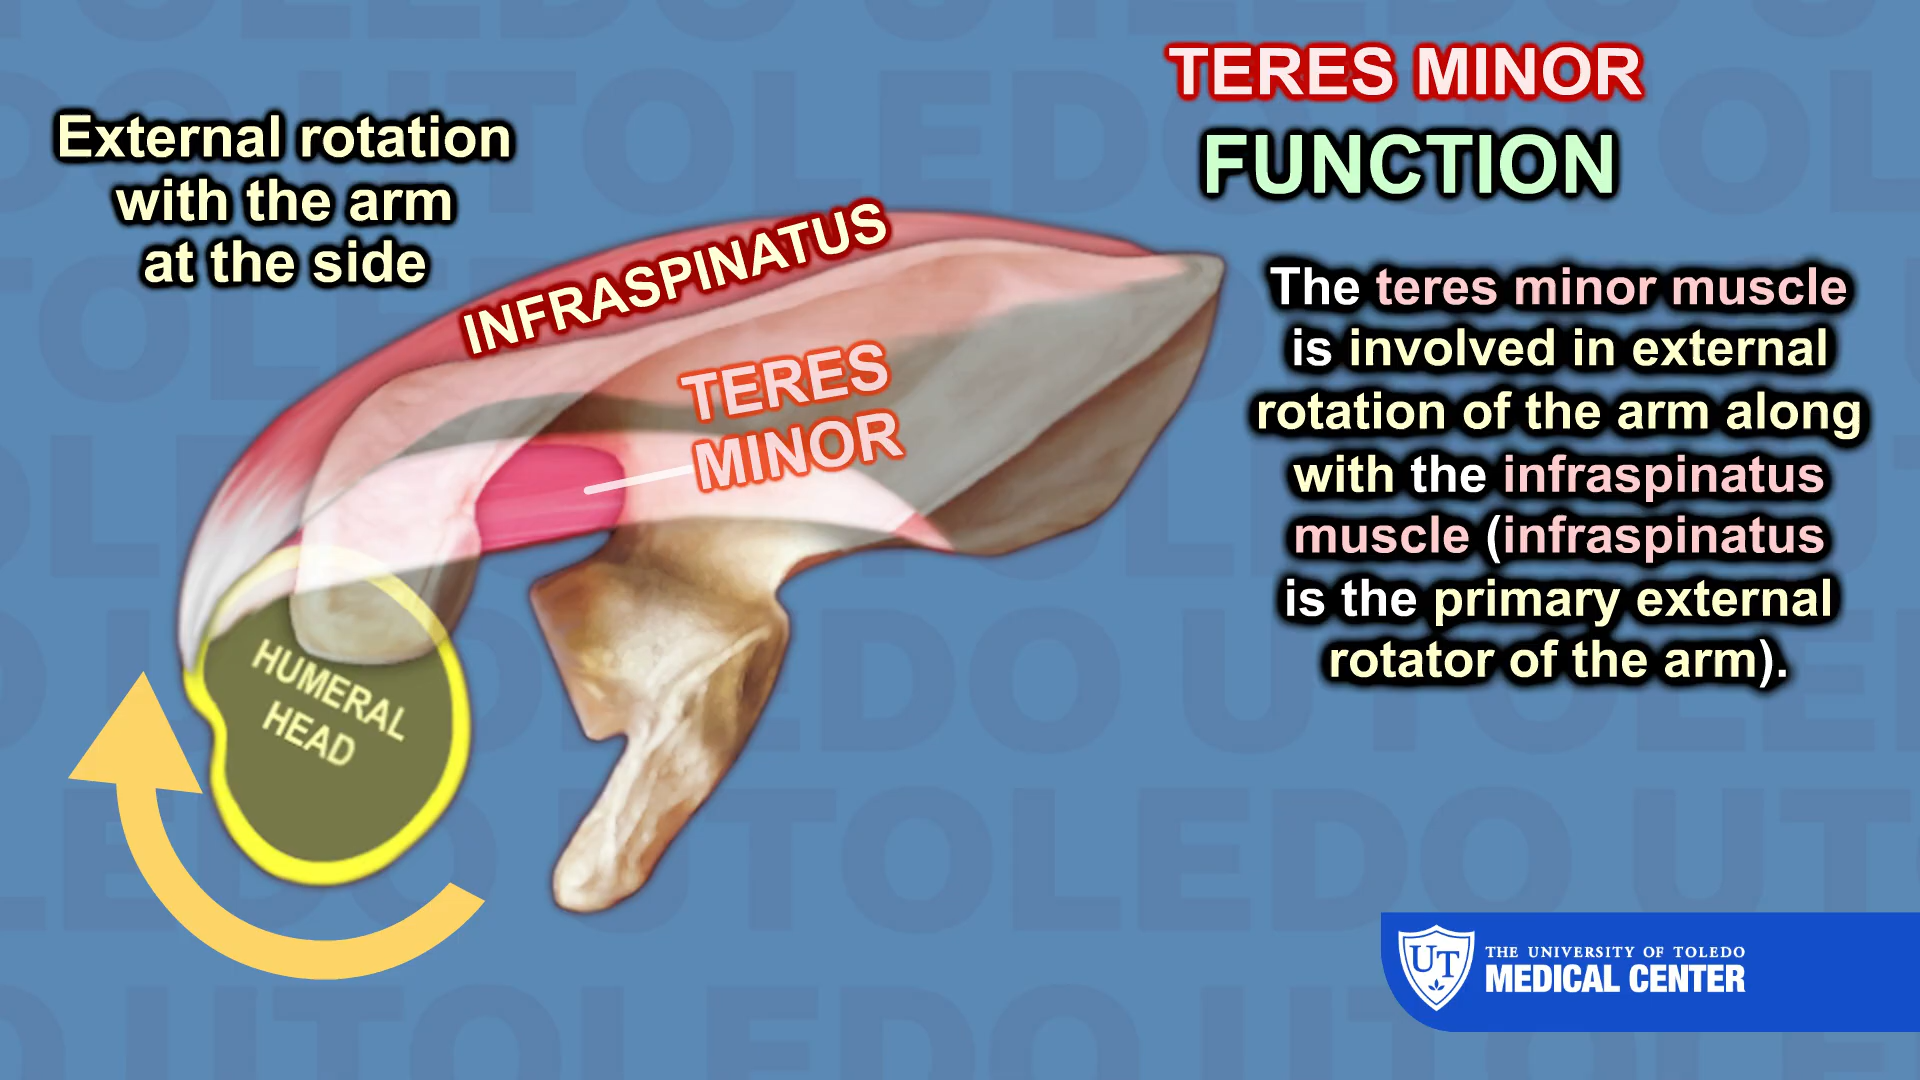 TERES MINOR
FUNCTION
External rotation
with the arm
at the side
INFRASPINATUS
TERES
MINOR
HUMERAL
HEAD
The teres minor muscle
is involved in external
rotation of the arm along
with the infraspinatus
muscle (infraspinatus
is the primary external
rotator of the arm).
UT
THE UNIVERSITY OF TOLEDO
MEDICAL CENTER
UTOLEDO UTOLEDO